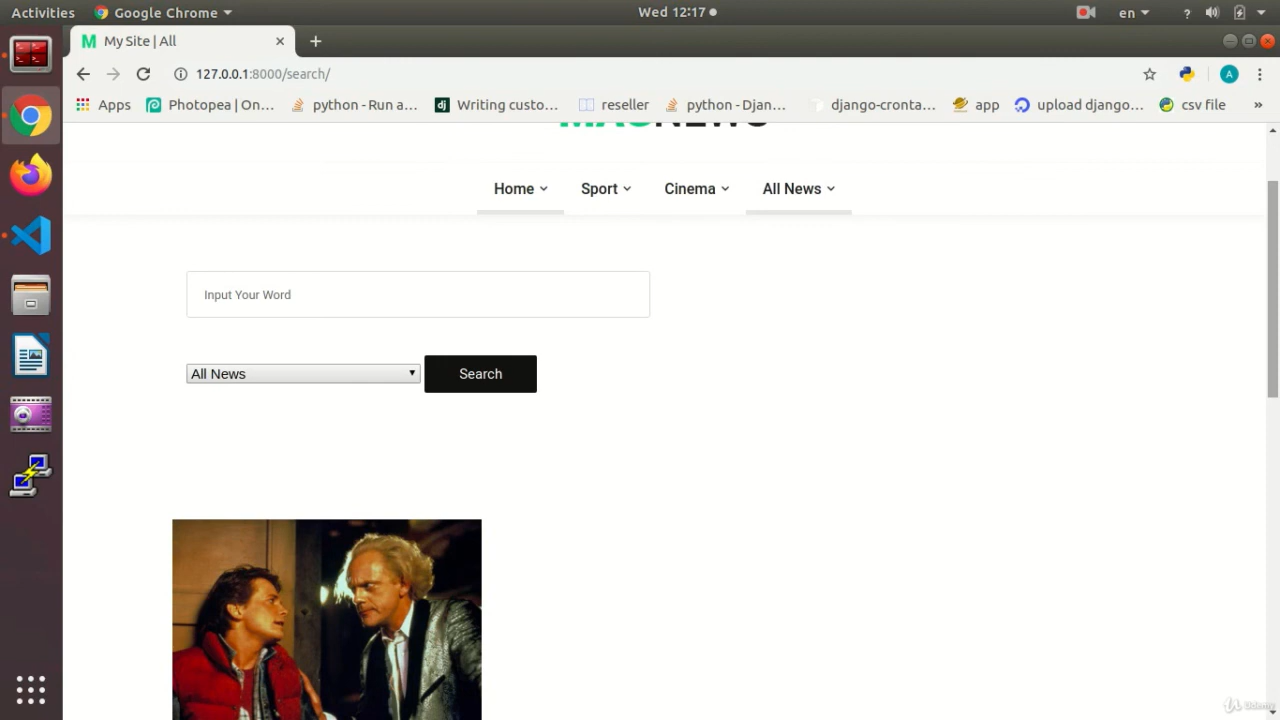 Activities Google Chrome Wed 12:17 en ?
My Site | All
127.0.0.1:8000/search/
Apps Photopea | On... python - Run a... Writing custo... reseller python - Djan... django-cronta... app upload django... csv file »
MAGNEWS
Home Sport Cinema All News
Input Your Word
All News Search
Udemy